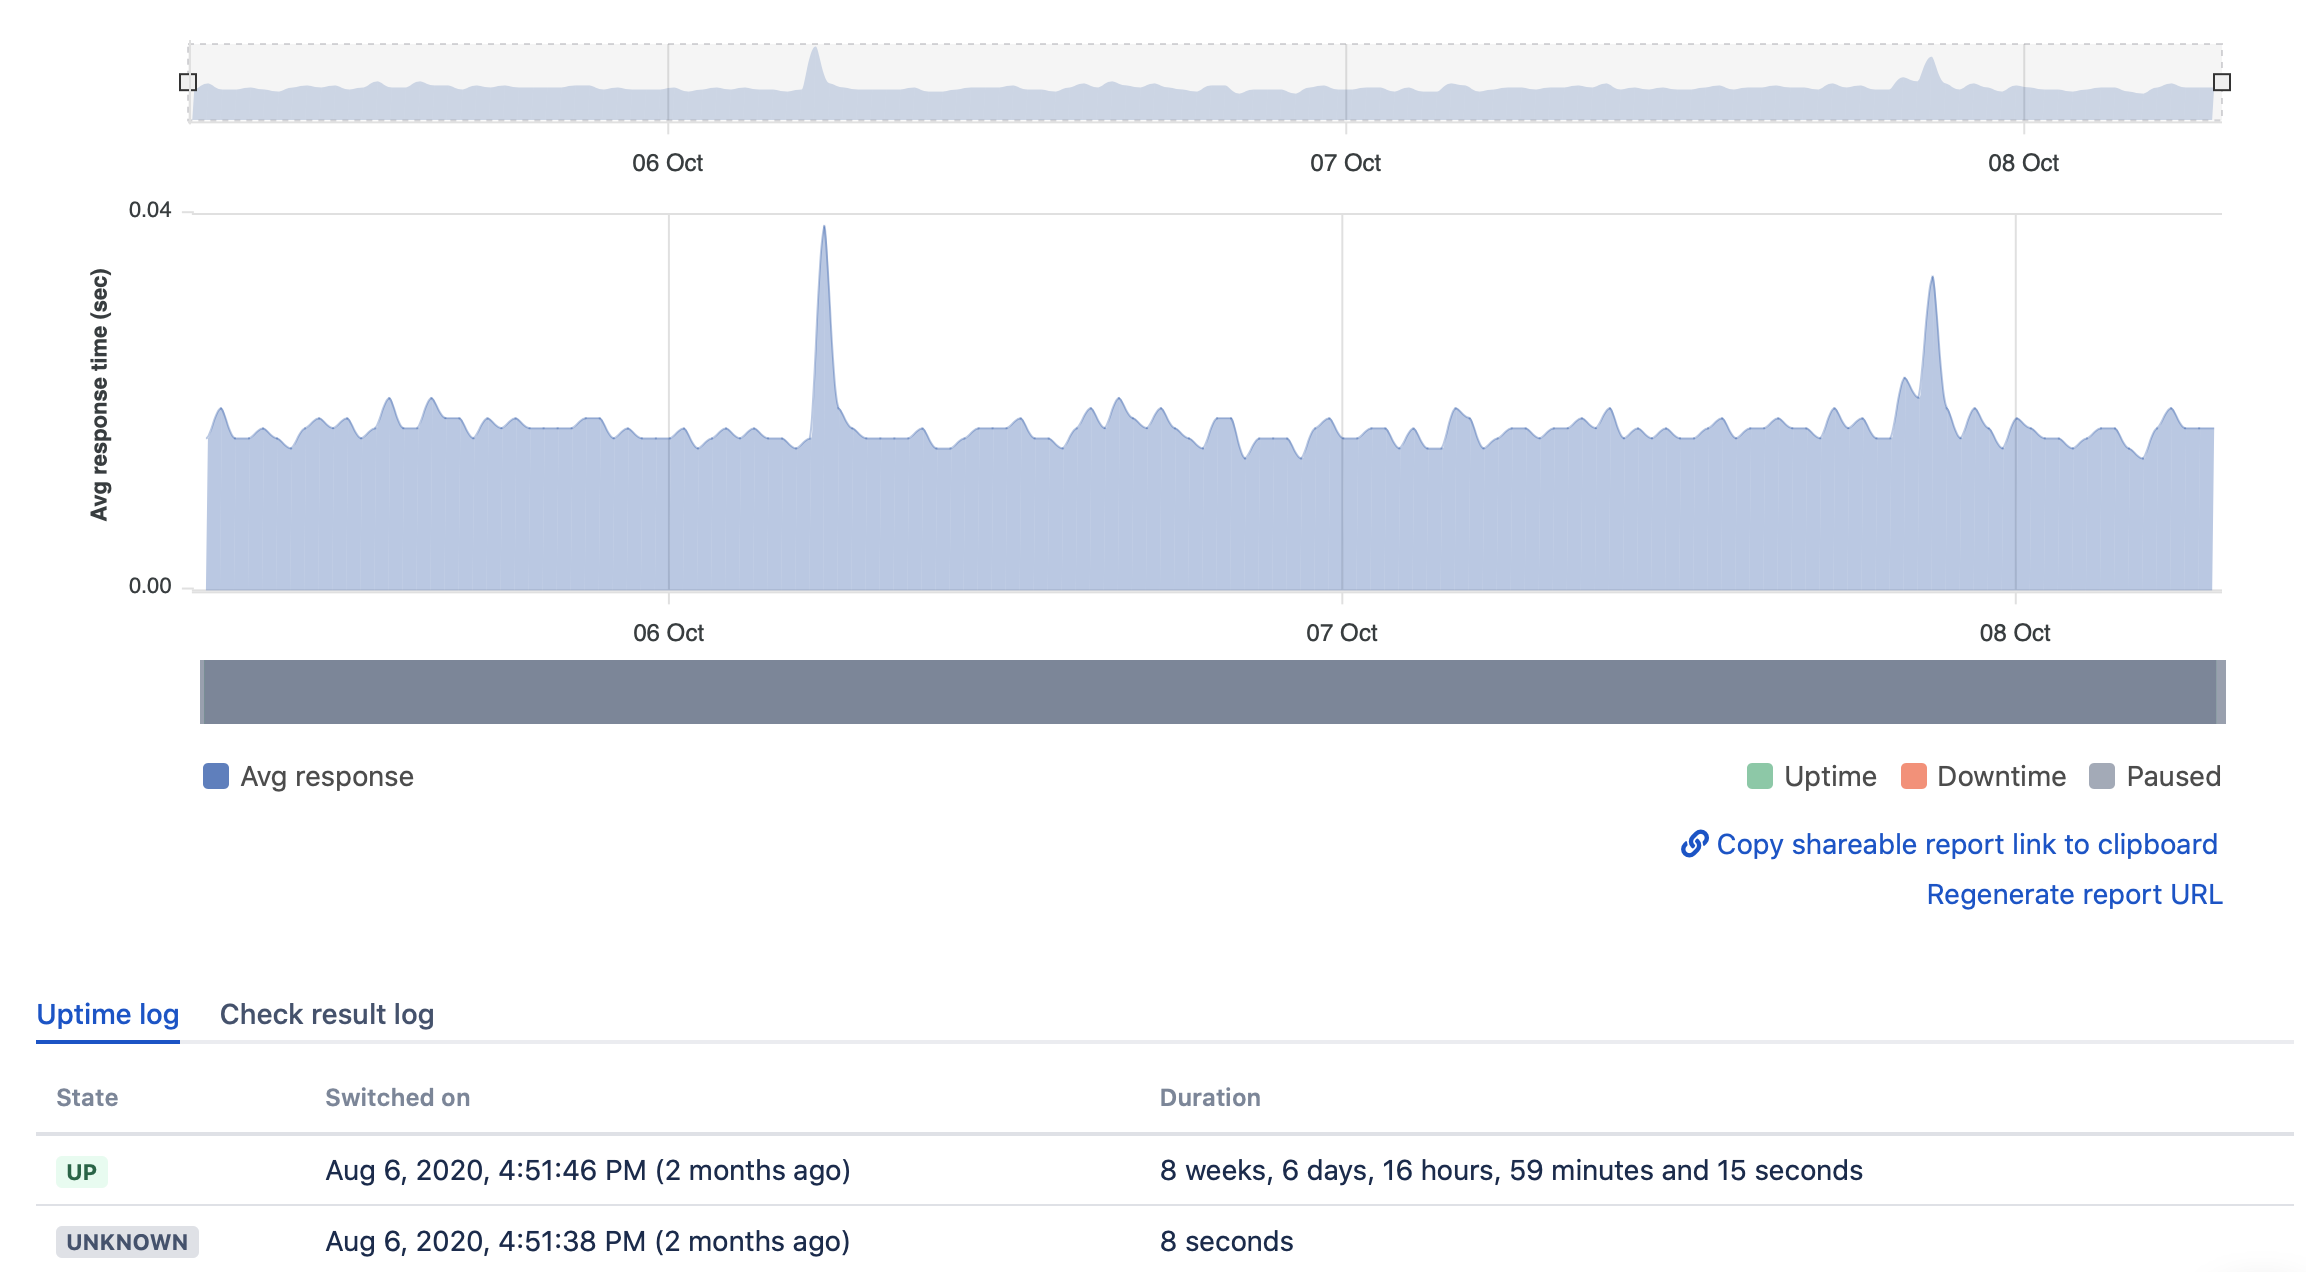 06 Oct 07 Oct 08 Oct
0.04
Avg response time (sec)
0.00
06 Oct 07 Oct 08 Oct
Avg response Uptime Downtime Paused
Copy shareable report link to clipboard
Regenerate report URL
Uptime log Check result log
State Switched on Duration
UP Aug 6, 2020, 4:51:46 PM (2 months ago) 8 weeks, 6 days, 16 hours, 59 minutes and 15 seconds
UNKNOWN Aug 6, 2020, 4:51:38 PM (2 months ago) 8 seconds